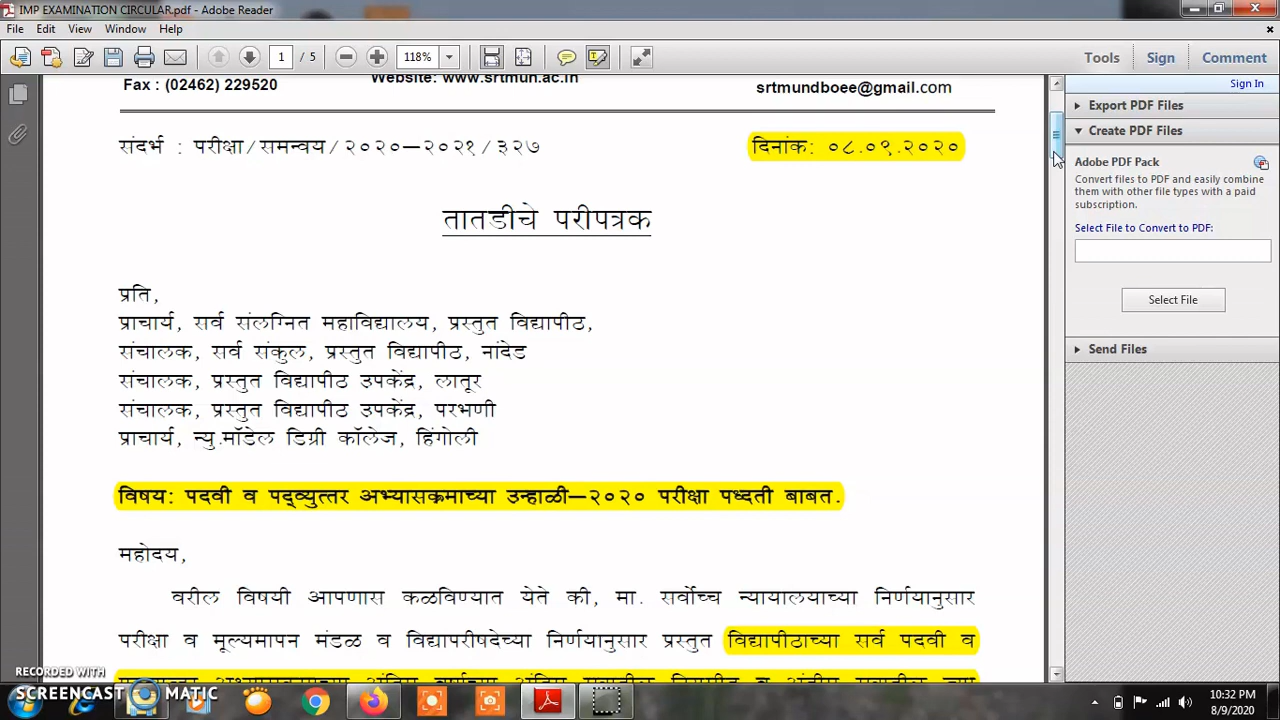 IMP EXAMINATION CIRCULAR.pdf - Adobe Reader
File Edit View Window Help
1 / 5 118% Tools Sign Comment
Sign In
Export PDF Files
Create PDF Files
Adobe PDF Pack
Convert files to PDF and easily combine
them with other file types with a paid
subscription.
Select File to Convert to PDF:
Select File
Send Files
Fax : (02462) 229520 Website: www.srtmun.ac.in srtmundboee@gmail.com
संदर्भ : परीक्षा/समन्वय/२०२०—२०२१/३२७ दिनांक: ०८.०९.२०२०
तातडीचे परीपत्रक
प्रति,
प्राचार्य, सर्व संलग्नित महाविद्यालय, प्रस्तुत विद्यापीठ,
संचालक, सर्व संकुल, प्रस्तुत विद्यापीठ, नांदेड
संचालक, प्रस्तुत विद्यापीठ उपकेंद्र, लातूर
संचालक, प्रस्तुत विद्यापीठ उपकेंद्र, परभणी
प्राचार्य, न्यु.मॉडेल डिग्री कॉलेज, हिंगोली
विषय: पदवी व पद्व्युत्तर अभ्यासक्रमाच्या उन्हाळी—२०२० परीक्षा पध्दती बाबत.
महोदय,
वरील विषयी आपणास कळविण्यात येते की, मा. सर्वोच्च न्यायालयाच्या निर्णयानुसार
परीक्षा व मूल्यमापन मंडळ व विद्यापरीषदेच्या निर्णयानुसार प्रस्तुत विद्यापीठाच्या सर्व पदवी व
RECORDED WITH
SCREENCAST MATIC
10:32 PM
8/9/2020